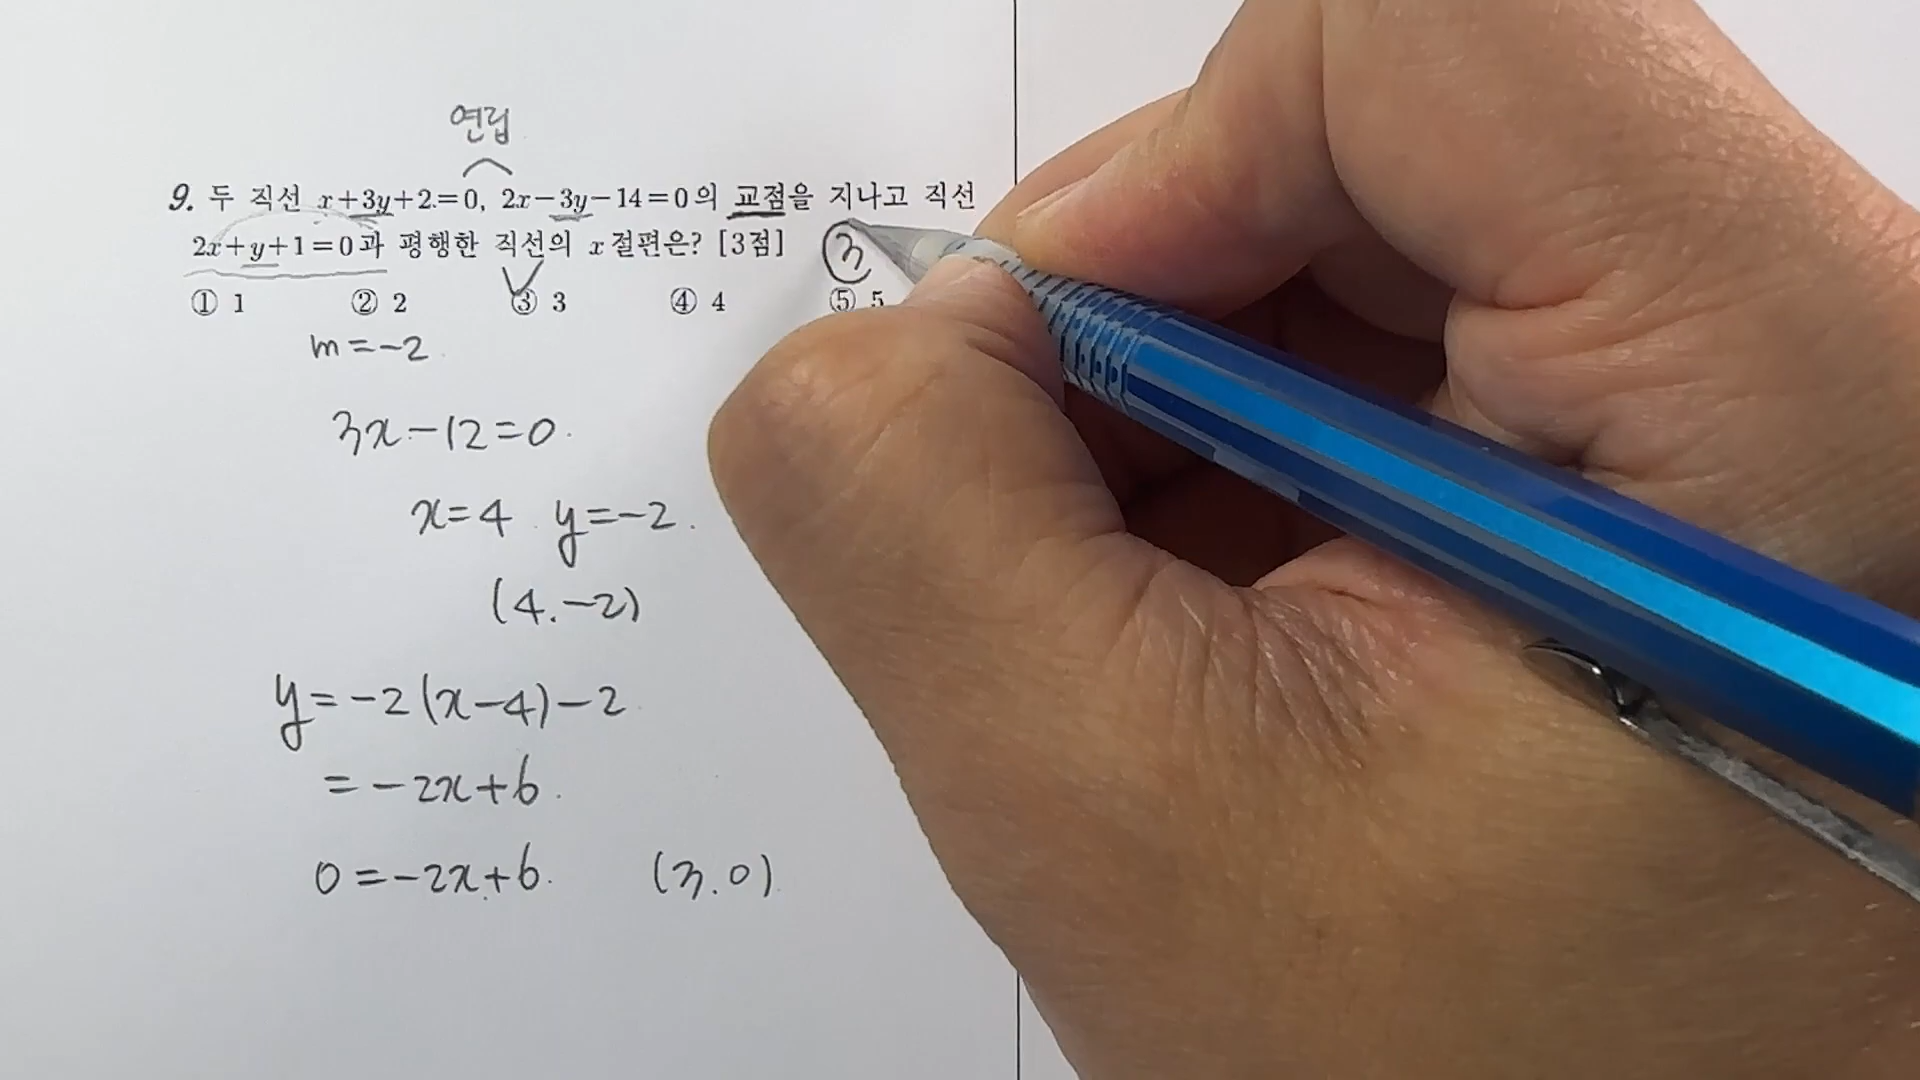 연립
9. 두 직선 x+3y+2=0, 2x-3y-14=0의 교점을 지나고 직선
2x+y+1=0과 평행한 직선의 x절편은? [3점] ③
① 1 ② 2 ③ 3 ④ 4 ⑤ 5
m=-2
3x-12=0.
x=4 y=-2.
(4.-2)
y=-2(x-4)-2
=-2x+6.
0=-2x+6. (3.0)